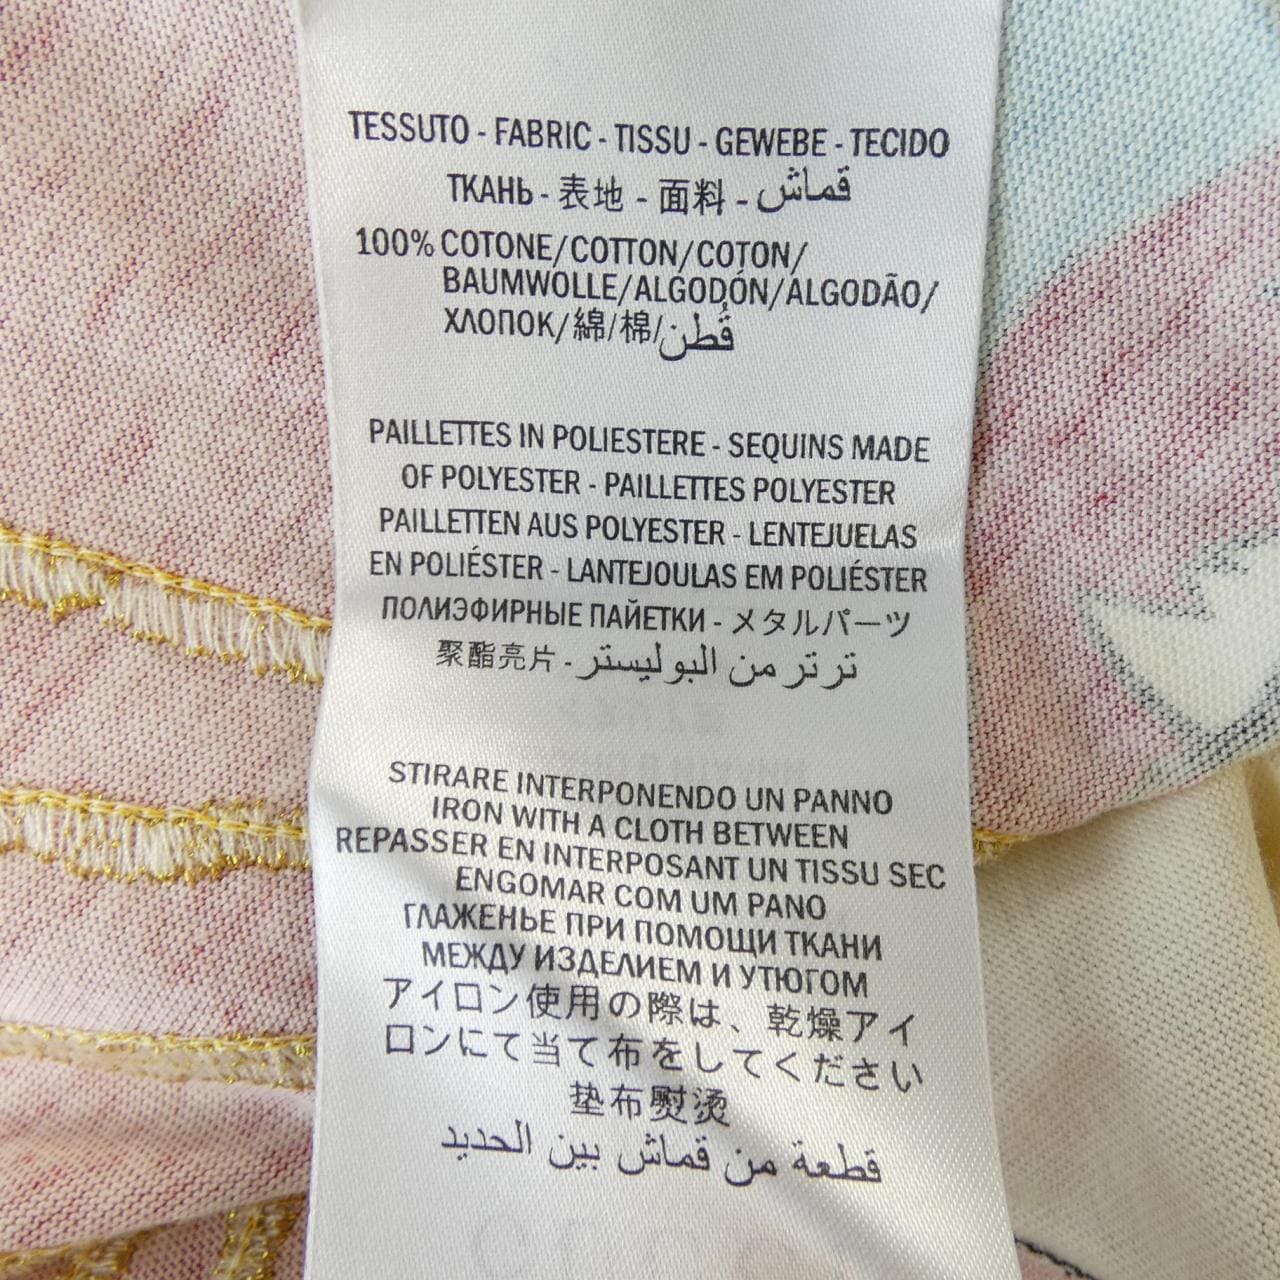 TESSUTO - FABRIC - TISSU - GEWEBE - TECIDO
ТКАНЬ - 表地 - 面料 - قماش
100% COTONE/COTTON/COTON/
BAUMWOLLE/ALGODÓN/ALGODÃO/
ХЛОПОК/綿/棉/قُطن
PAILLETTES IN POLIESTERE - SEQUINS MADE
OF POLYESTER - PAILLETTES POLYESTER
PAILLETTEN AUS POLYESTER - LENTEJUELAS
EN POLIÉSTER - LANTEJOULAS EM POLIÉSTER
ПОЛИЭФИРНЫЕ ПАЙЕТКИ - メタルパーツ
聚酯亮片 - ترتر من البوليستر
STIRARE INTERPONENDO UN PANNO
IRON WITH A CLOTH BETWEEN
REPASSER EN INTERPOSANT UN TISSU SEC
ENGOMAR COM UM PANO
ГЛАЖЕНЬЕ ПРИ ПОМОЩИ ТКАНИ
МЕЖДУ ИЗДЕЛИЕМ И УТЮГОМ
アイロン使用の際は、乾燥アイ
ロンにて当て布をしてください
垫布熨烫
قطعة من قماش بين الحديد